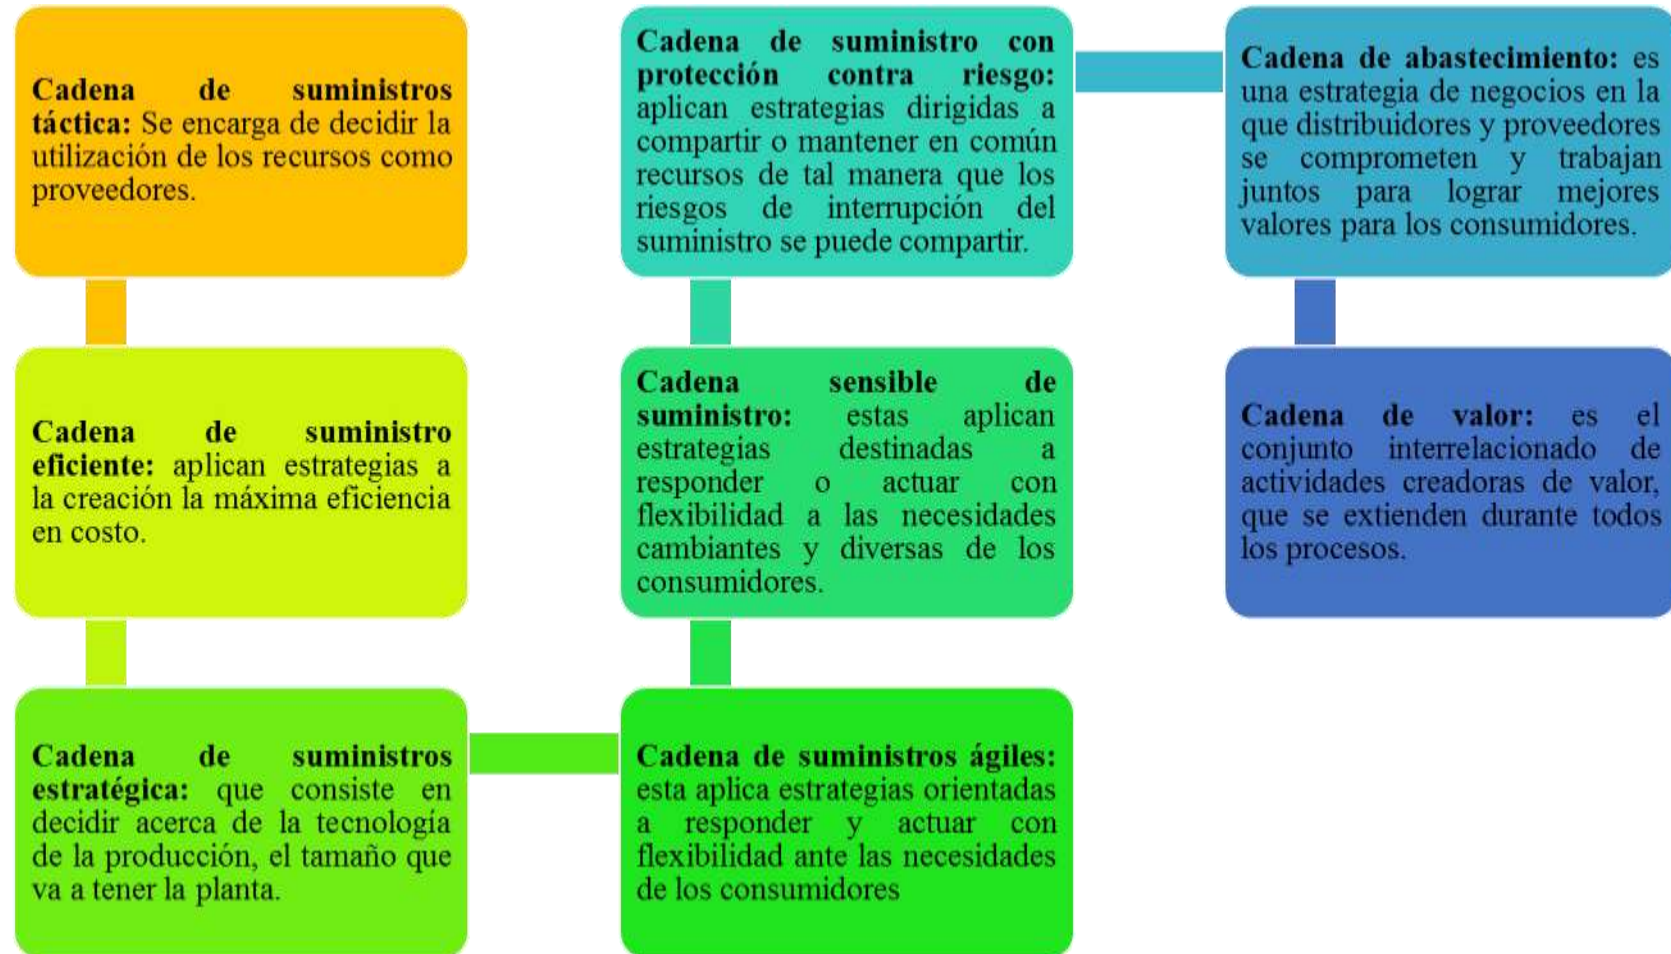 Cadena de suministros
táctica: Se encarga de decidir la
utilización de los recursos como
proveedores.
Cadena de suministro
eficiente: aplican estrategias a
la creación la máxima eficiencia
en costo.
Cadena de suministros
estratégica: que consiste en
decidir acerca de la tecnología
de la producción, el tamaño que
va a tener la planta.
Cadena de suministros ágiles:
esta aplica estrategias orientadas
a responder y actuar con
flexibilidad ante las necesidades
de los consumidores
Cadena sensible de
suministro: estas aplican
estrategias destinadas a
responder o actuar con
flexibilidad a las necesidades
cambiantes y diversas de los
consumidores.
Cadena de suministro con
protección contra riesgo:
aplican estrategias dirigidas a
compartir o mantener en común
recursos de tal manera que los
riesgos de interrupción del
suministro se puede compartir.
Cadena de abastecimiento: es
una estrategia de negocios en la
que distribuidores y proveedores
se comprometen y trabajan
juntos para lograr mejores
valores para los consumidores.
Cadena de valor: es el
conjunto interrelacionado de
actividades creadoras de valor,
que se extienden durante todos
los procesos.